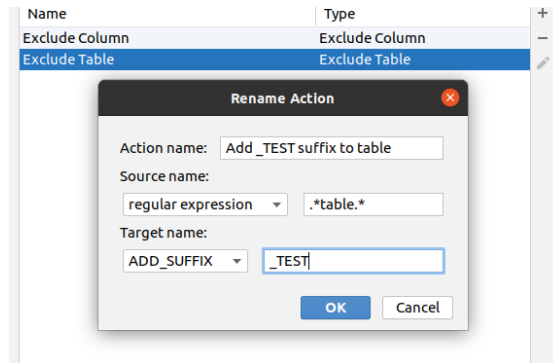 Name Type
Exclude Column Exclude Column
Exclude Table Exclude Table
Rename Action
Action name: Add _TEST suffix to table
Source name:
regular expression .*table.*
Target name:
ADD_SUFFIX _TEST
OK Cancel